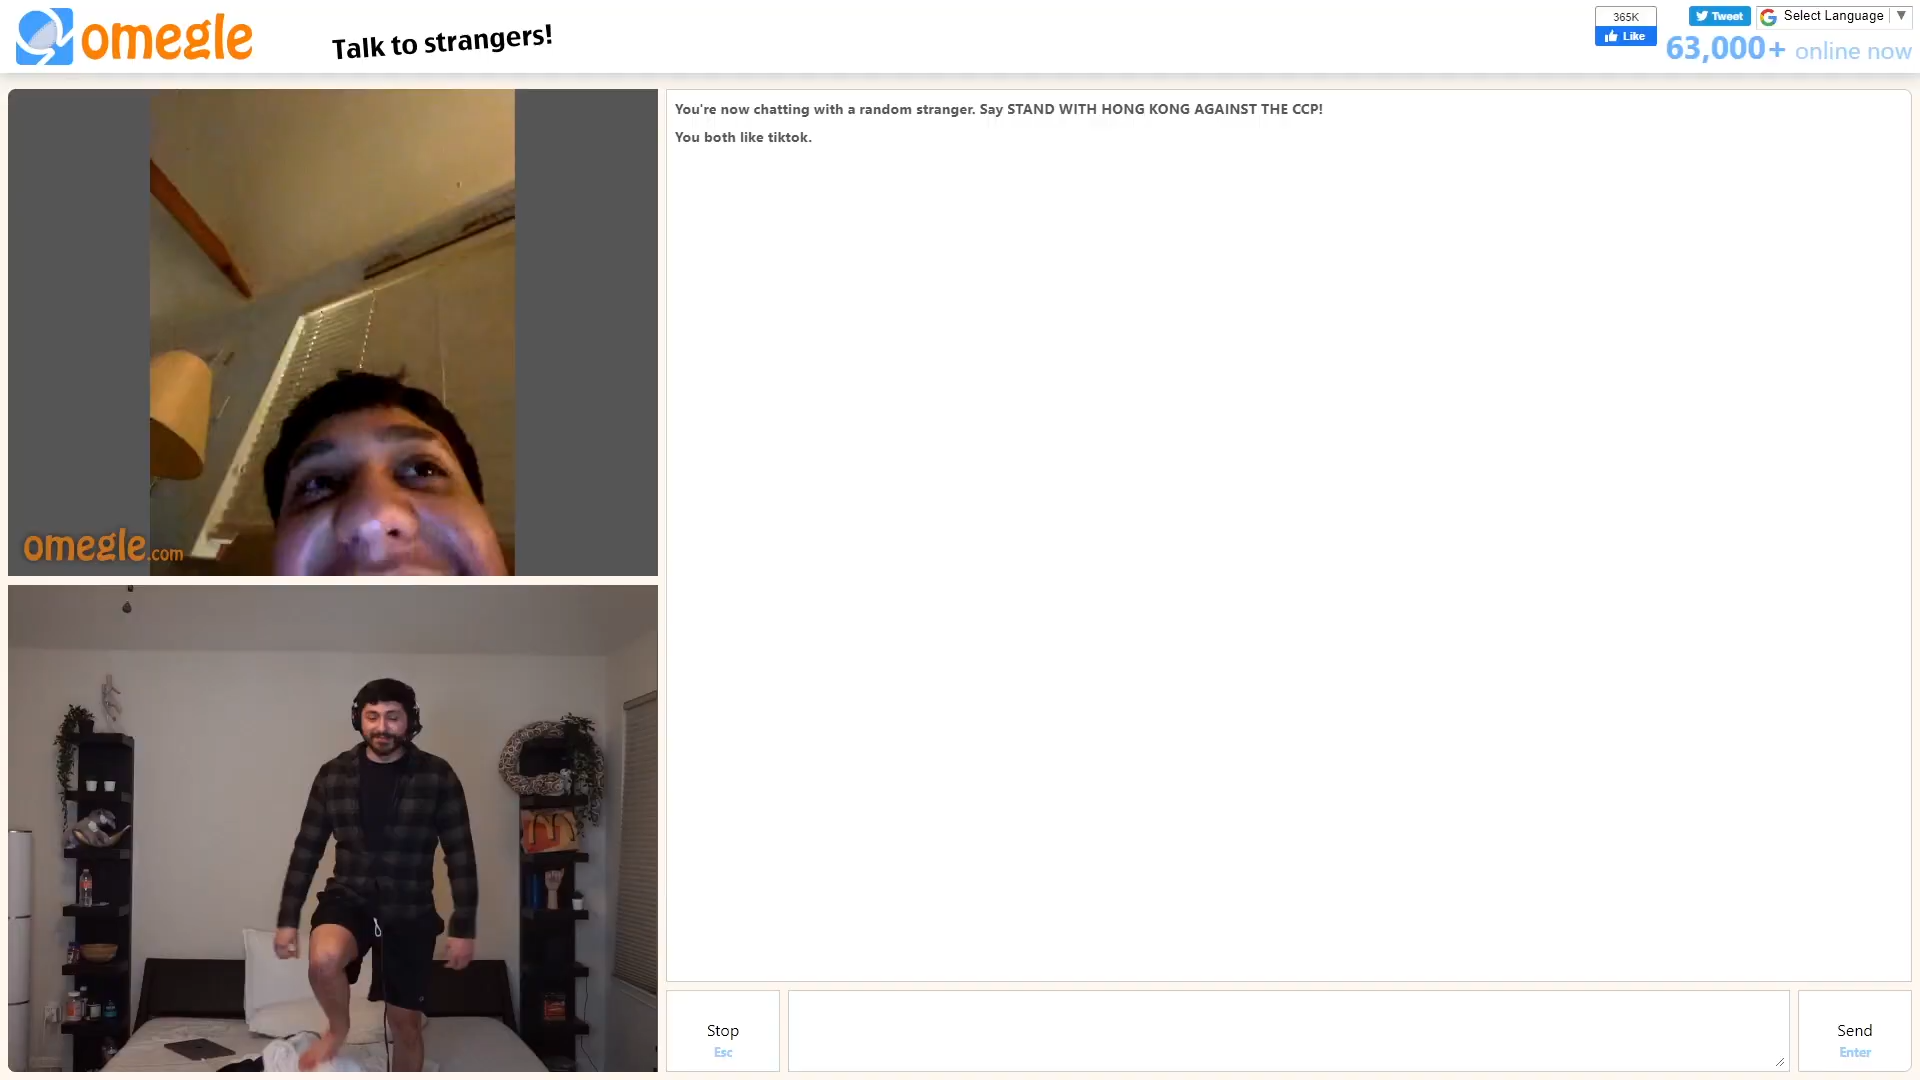 omegle
Talk to strangers!
365K
Like
Tweet
Select Language
63,000+ online now
You're now chatting with a random stranger. Say STAND WITH HONG KONG AGAINST THE CCP!
You both like tiktok.
omegle.com
Stop
Esc
Send
Enter